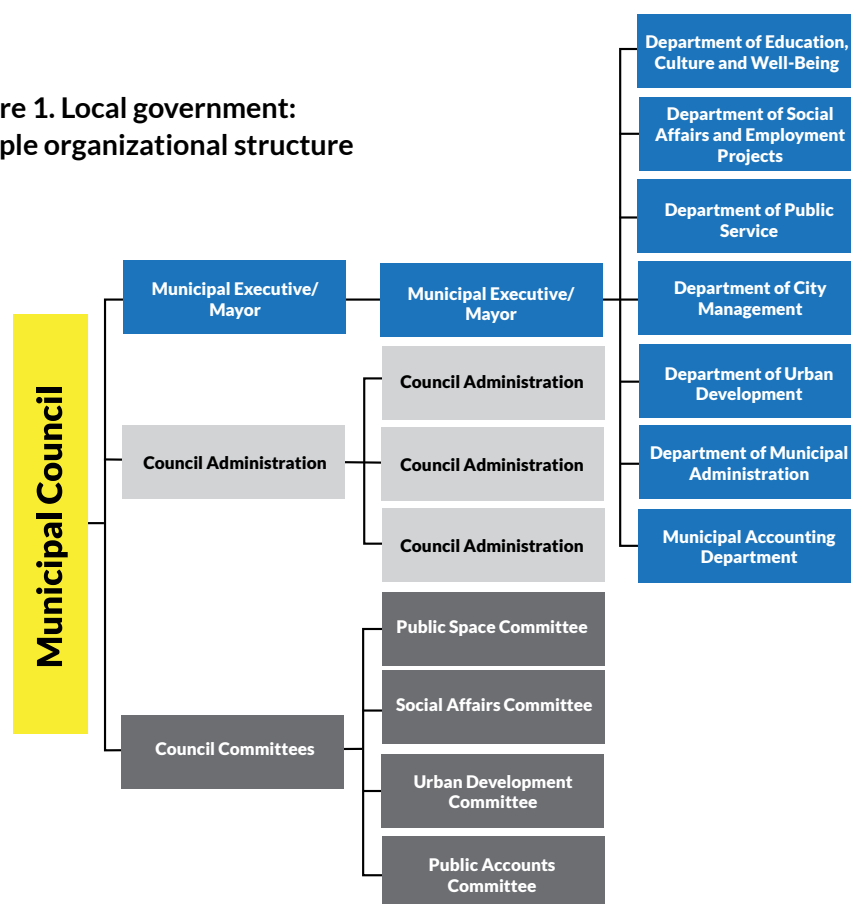 re 1. Local government:
ple organizational structure
Municipal Council
Municipal Executive/
Mayor
Council Administration
Council Committees
Municipal Executive/
Mayor
Council Administration
Council Administration
Council Administration
Public Space Committee
Social Affairs Committee
Urban Development
Committee
Public Accounts
Committee
Department of Education,
Culture and Well-Being
Department of Social
Affairs and Employment
Projects
Department of Public
Service
Department of City
Management
Department of Urban
Development
Department of Municipal
Administration
Municipal Accounting
Department